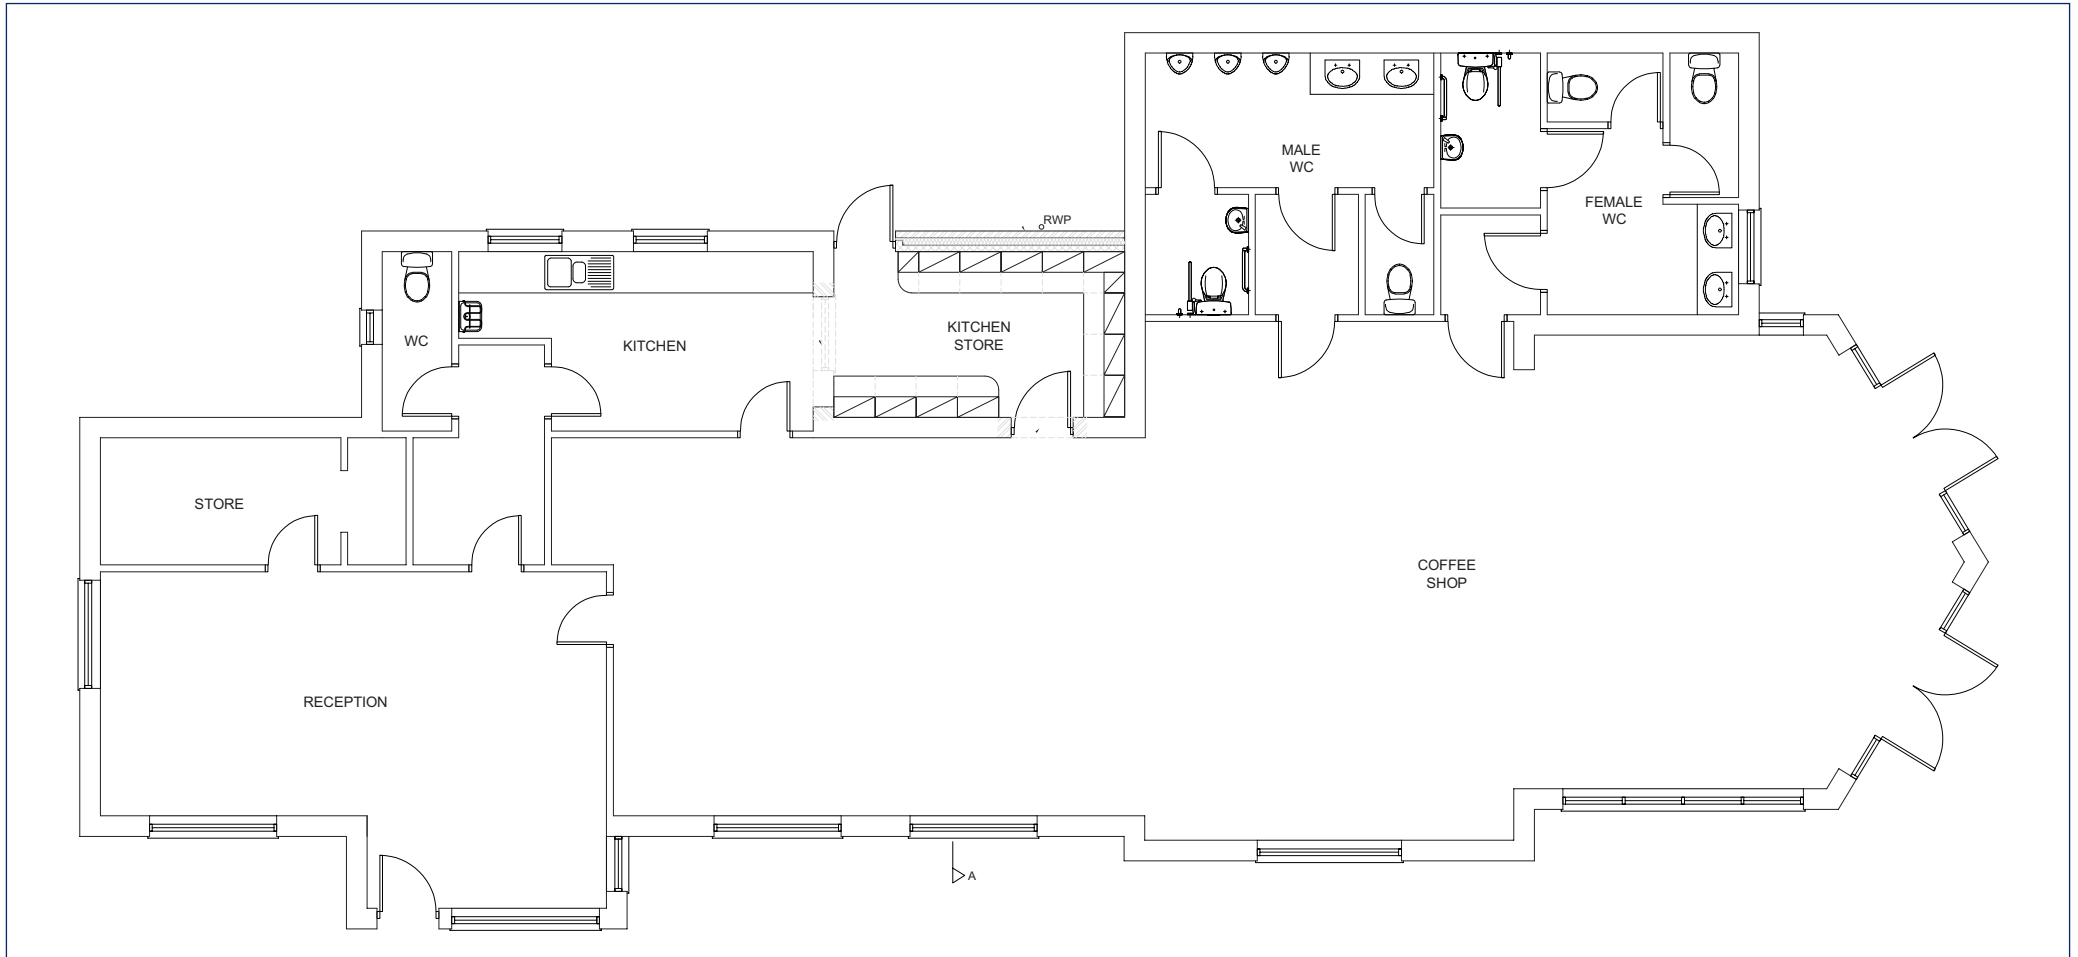 MALE
WC
FEMALE
WC
RWP
KITCHEN
STORE
WC
KITCHEN
STORE
COFFEE
SHOP
RECEPTION
A